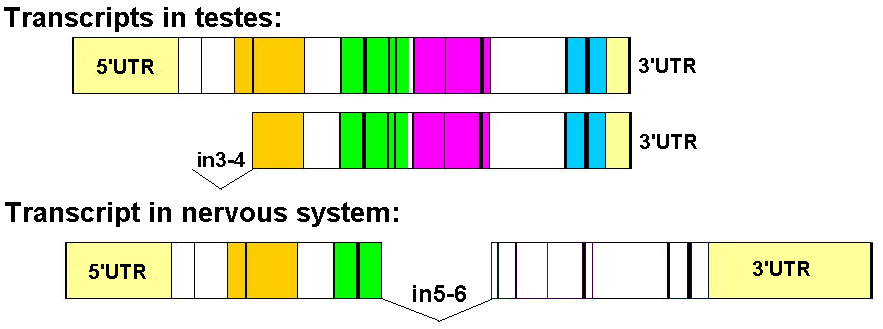 Transcripts in testes:
5'UTR 3'UTR
in3-4 3'UTR
Transcript in nervous system:
5'UTR in5-6 3'UTR